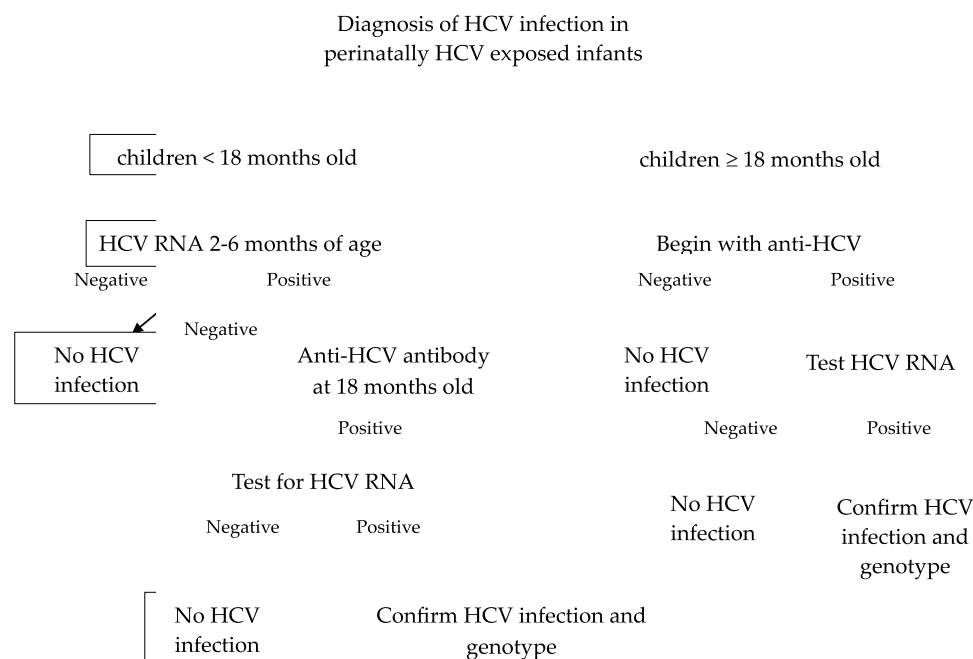 Diagnosis of HCV infection in
perinatally HCV exposed infants
children < 18 months old
children ≥ 18 months old
HCV RNA 2-6 months of age
Begin with anti-HCV
Negative
Positive
Negative
Positive
Negative
No HCV
infection
Anti-HCV antibody
at 18 months old
No HCV
infection
Test HCV RNA
Positive
Negative
Positive
Test for HCV RNA
No HCV
infection
Confirm HCV
infection and
genotype
Negative
Positive
No HCV
infection
Confirm HCV infection and
genotype